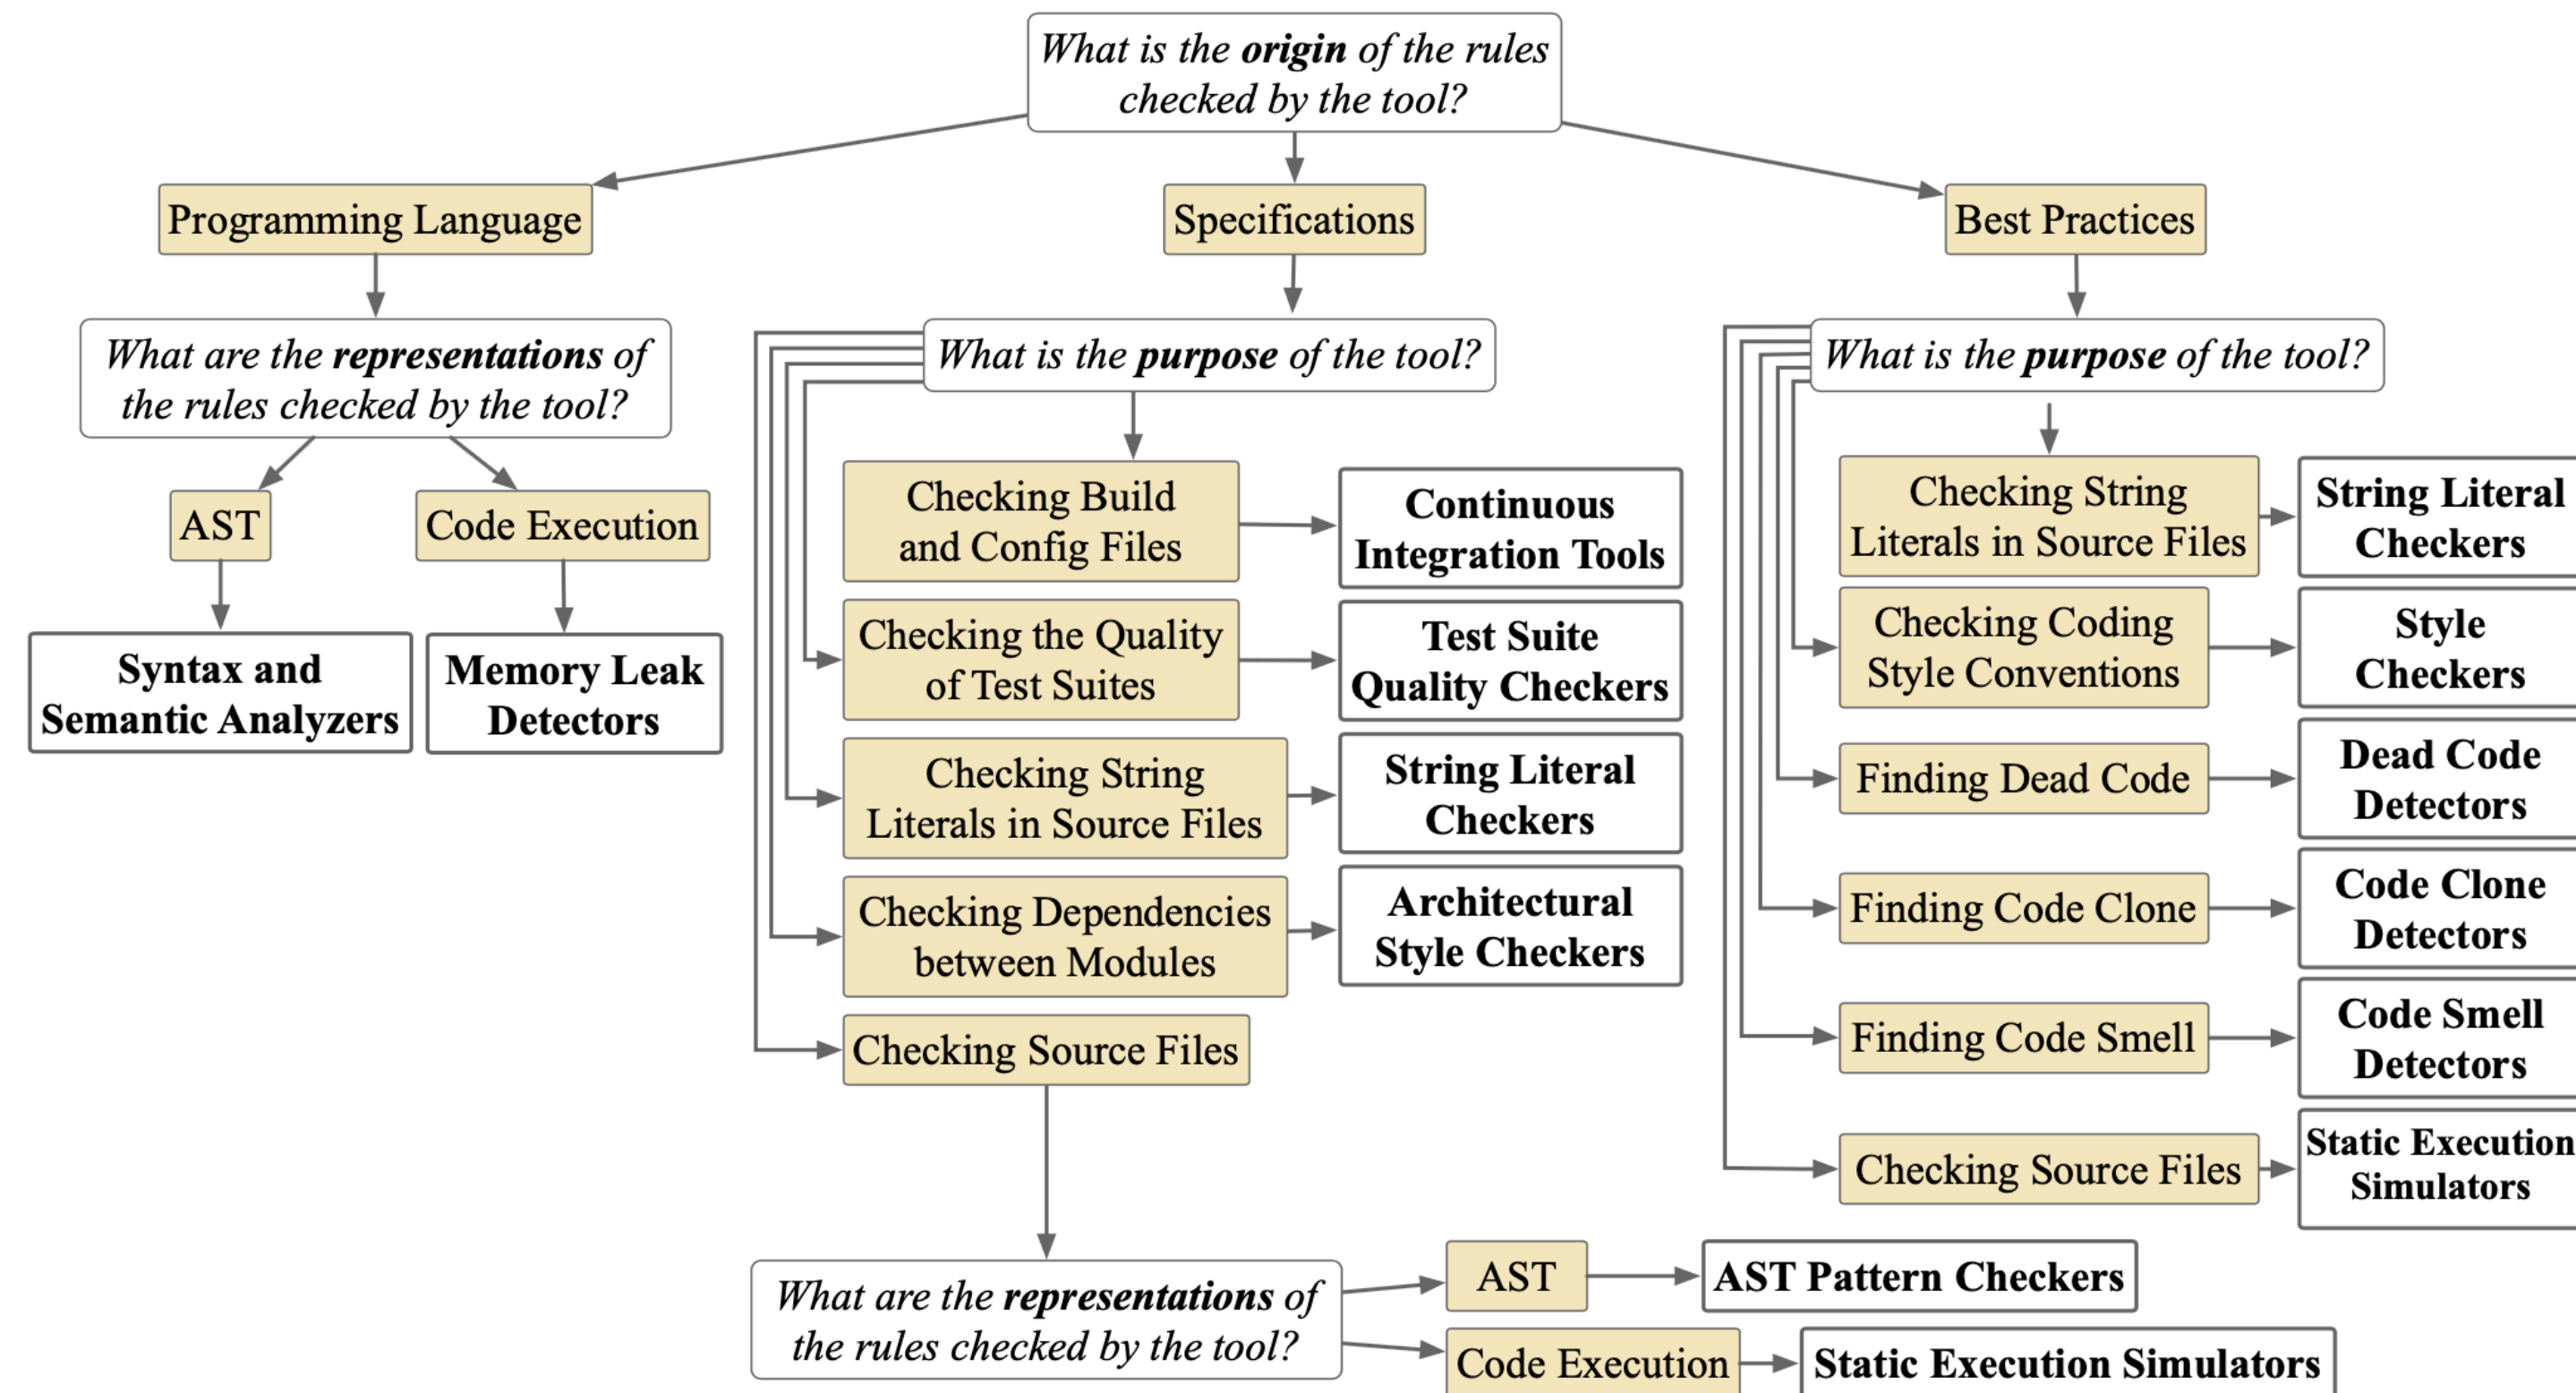 What is the origin of the rules
checked by the tool?
Programming Language
Specifications
Best Practices
What are the representations of
the rules checked by the tool?
AST
Code Execution
Syntax and
Semantic Analyzers
Memory Leak
Detectors
What is the purpose of the tool?
Checking Build
and Config Files
Continuous
Integration Tools
Checking the Quality
of Test Suites
Test Suite
Quality Checkers
Checking String
Literals in Source Files
String Literal
Checkers
Checking Dependencies
between Modules
Architectural
Style Checkers
Checking Source Files
What are the representations of
the rules checked by the tool?
AST
AST Pattern Checkers
Code Execution
Static Execution Simulators
What is the purpose of the tool?
Checking String
Literals in Source Files
String Literal
Checkers
Checking Coding
Style Conventions
Style
Checkers
Finding Dead Code
Dead Code
Detectors
Finding Code Clone
Code Clone
Detectors
Finding Code Smell
Code Smell
Detectors
Checking Source Files
Static Execution
Simulators